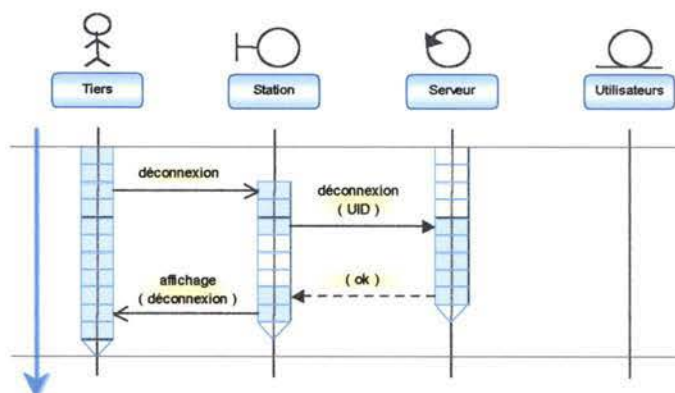 Tiers
Station
Serveur
Utilisateurs
déconnexion
déconnexion
( UID )
affichage
( déconnexion )
( ok )